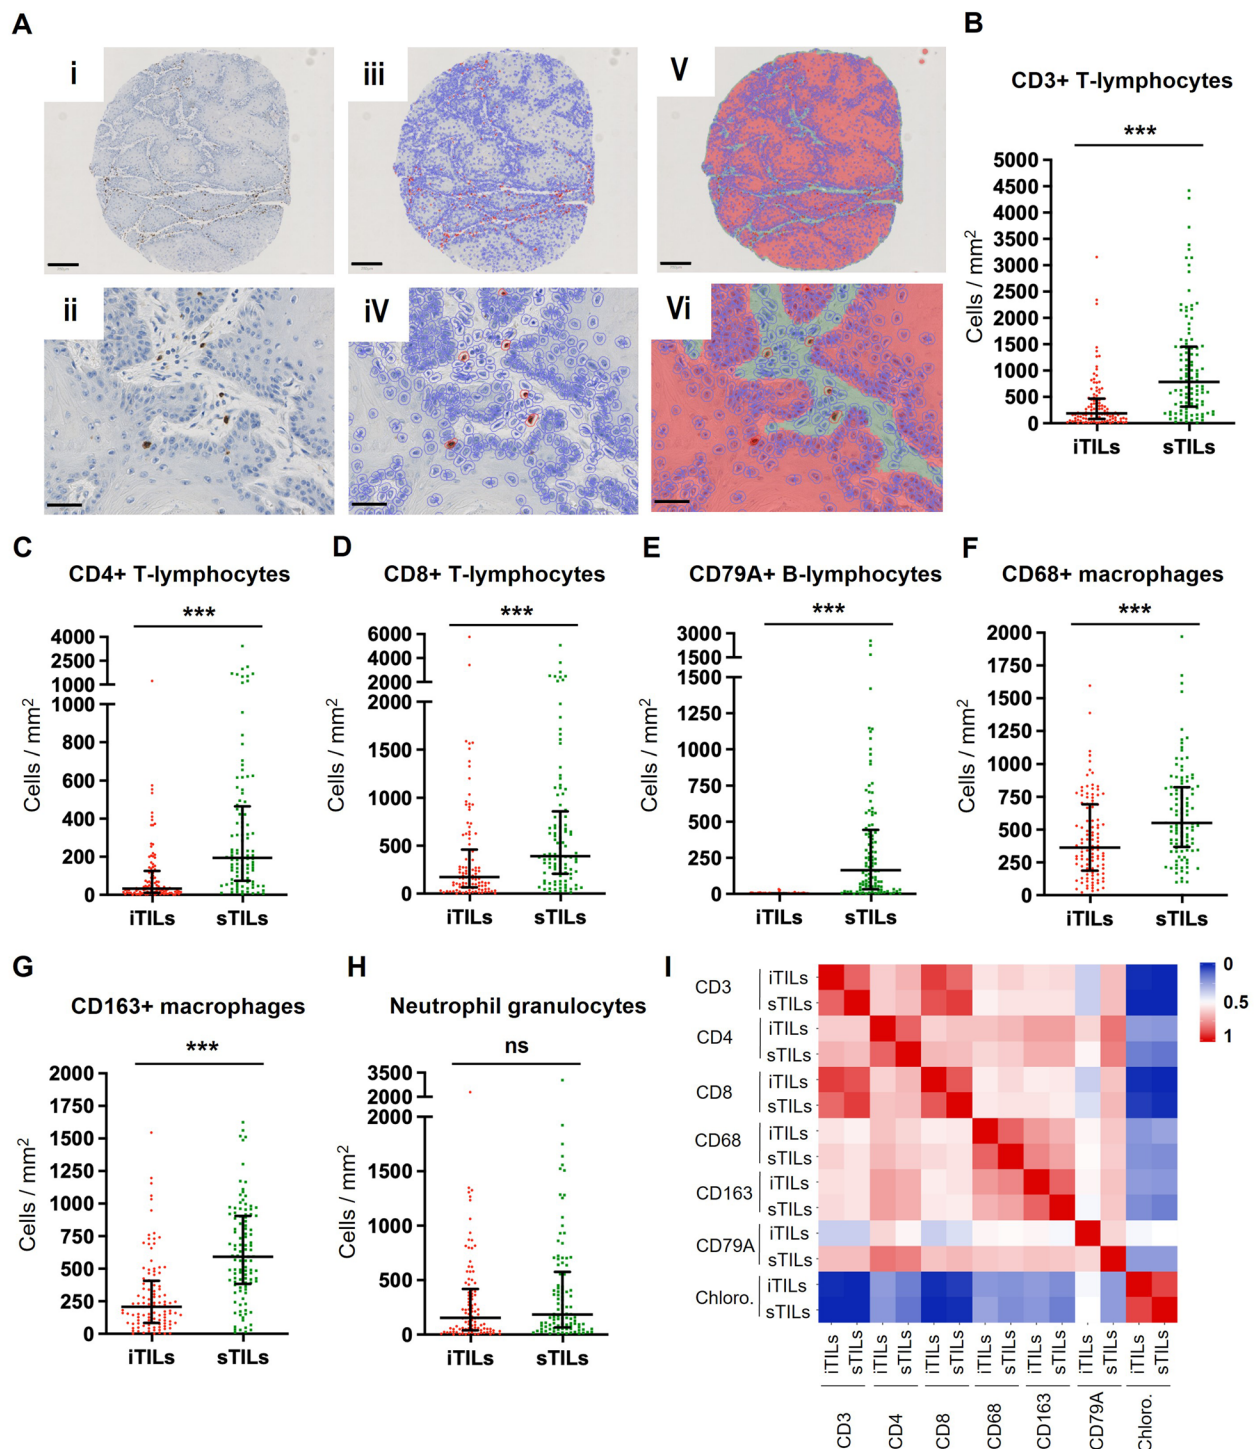 A
i
iii
V
ii
iV
Vi
B
CD3+ T-lymphocytes
***
5000
4500
4000
3500
3000
2500
2000
1500
1000
500
0
Cells / mm2
iTILs sTILs
C
CD4+ T-lymphocytes
***
4000
2500
1000
1000
800
600
400
200
0
Cells / mm2
iTILs sTILs
D
CD8+ T-lymphocytes
***
6000
4000
2000
2000
1500
1000
500
0
Cells / mm2
iTILs sTILs
E
CD79A+ B-lymphocytes
***
3000
1500
1500
1250
1000
750
500
250
0
Cells / mm2
iTILs sTILs
F
CD68+ macrophages
***
2000
1750
1500
1250
1000
750
500
250
0
Cells / mm2
iTILs sTILs
G
CD163+ macrophages
***
2000
1750
1500
1250
1000
750
500
250
0
Cells / mm2
iTILs sTILs
H
Neutrophil granulocytes
ns
3500
2000
2000
1500
1000
500
0
Cells / mm2
iTILs sTILs
I
CD3
iTILs
sTILs
CD4
iTILs
sTILs
CD8
iTILs
sTILs
CD68
iTILs
sTILs
CD163
iTILs
sTILs
CD79A
iTILs
sTILs
Chloro.
iTILs
sTILs
0
0.5
1
iTILs sTILs iTILs sTILs iTILs sTILs iTILs sTILs iTILs sTILs iTILs sTILs iTILs sTILs
CD3 CD4 CD8 CD68 CD163 CD79A Chloro.